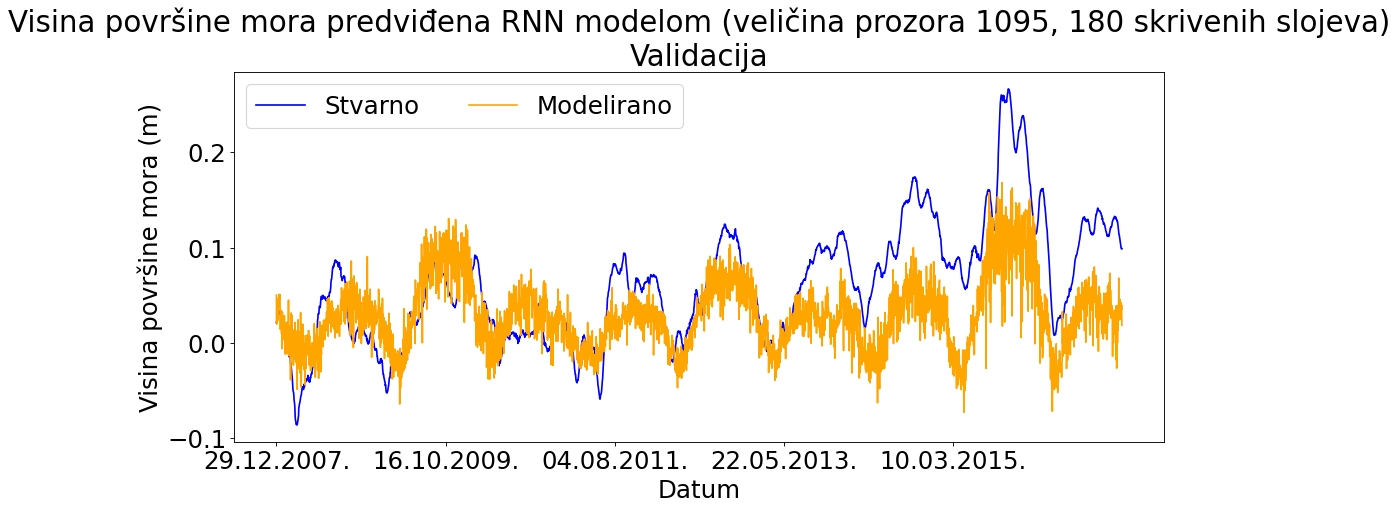 Visina površine mora predviđena RNN modelom (veličina prozora 1095, 180 skrivenih slojeva)
Validacija
Stvarno Modelirano
Visina površine mora (m)
0.2
0.1
0.0
−0.1
29.12.2007. 16.10.2009. 04.08.2011. 22.05.2013. 10.03.2015.
Datum